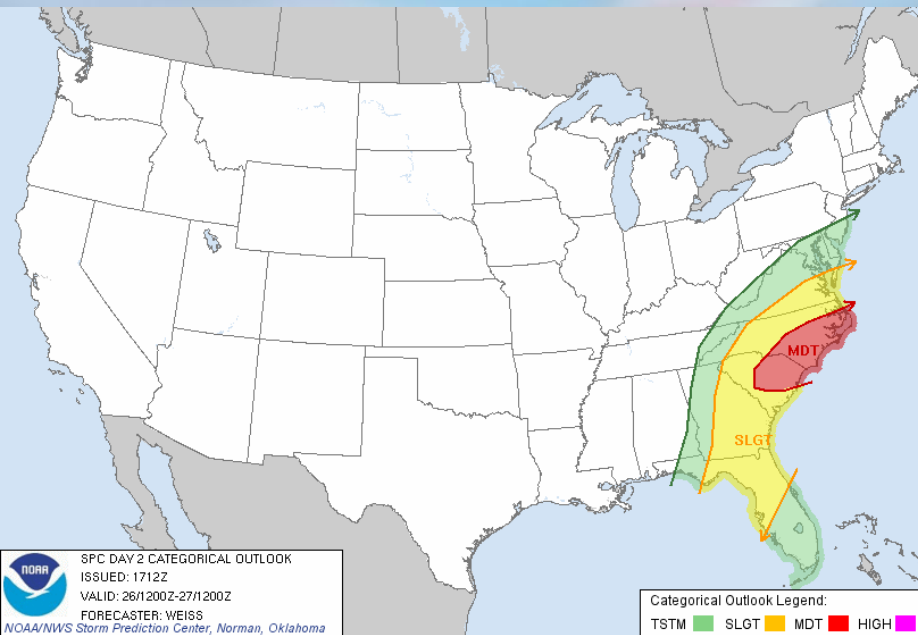 MDT
SLGT
NOAA
SPC DAY 2 CATEGORICAL OUTLOOK
ISSUED: 1712Z
VALID: 26/1200Z-27/1200Z
FORECASTER: WEISS
NOAA/NWS Storm Prediction Center, Norman, Oklahoma
Categorical Outlook Legend:
TSTM SLGT MDT HIGH